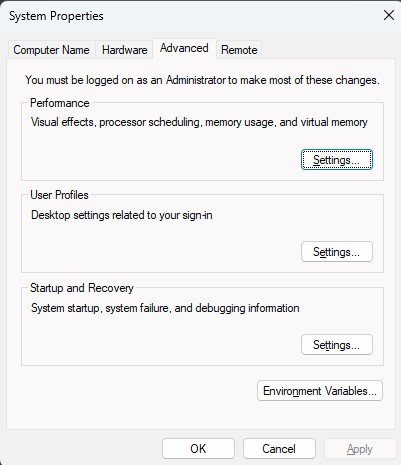 System Properties
Computer Name Hardware Advanced Remote
You must be logged on as an Administrator to make most of these changes.
Performance
Visual effects, processor scheduling, memory usage, and virtual memory
Settings...
User Profiles
Desktop settings related to your sign-in
Settings...
Startup and Recovery
System startup, system failure, and debugging information
Settings...
Environment Variables...
OK Cancel Apply